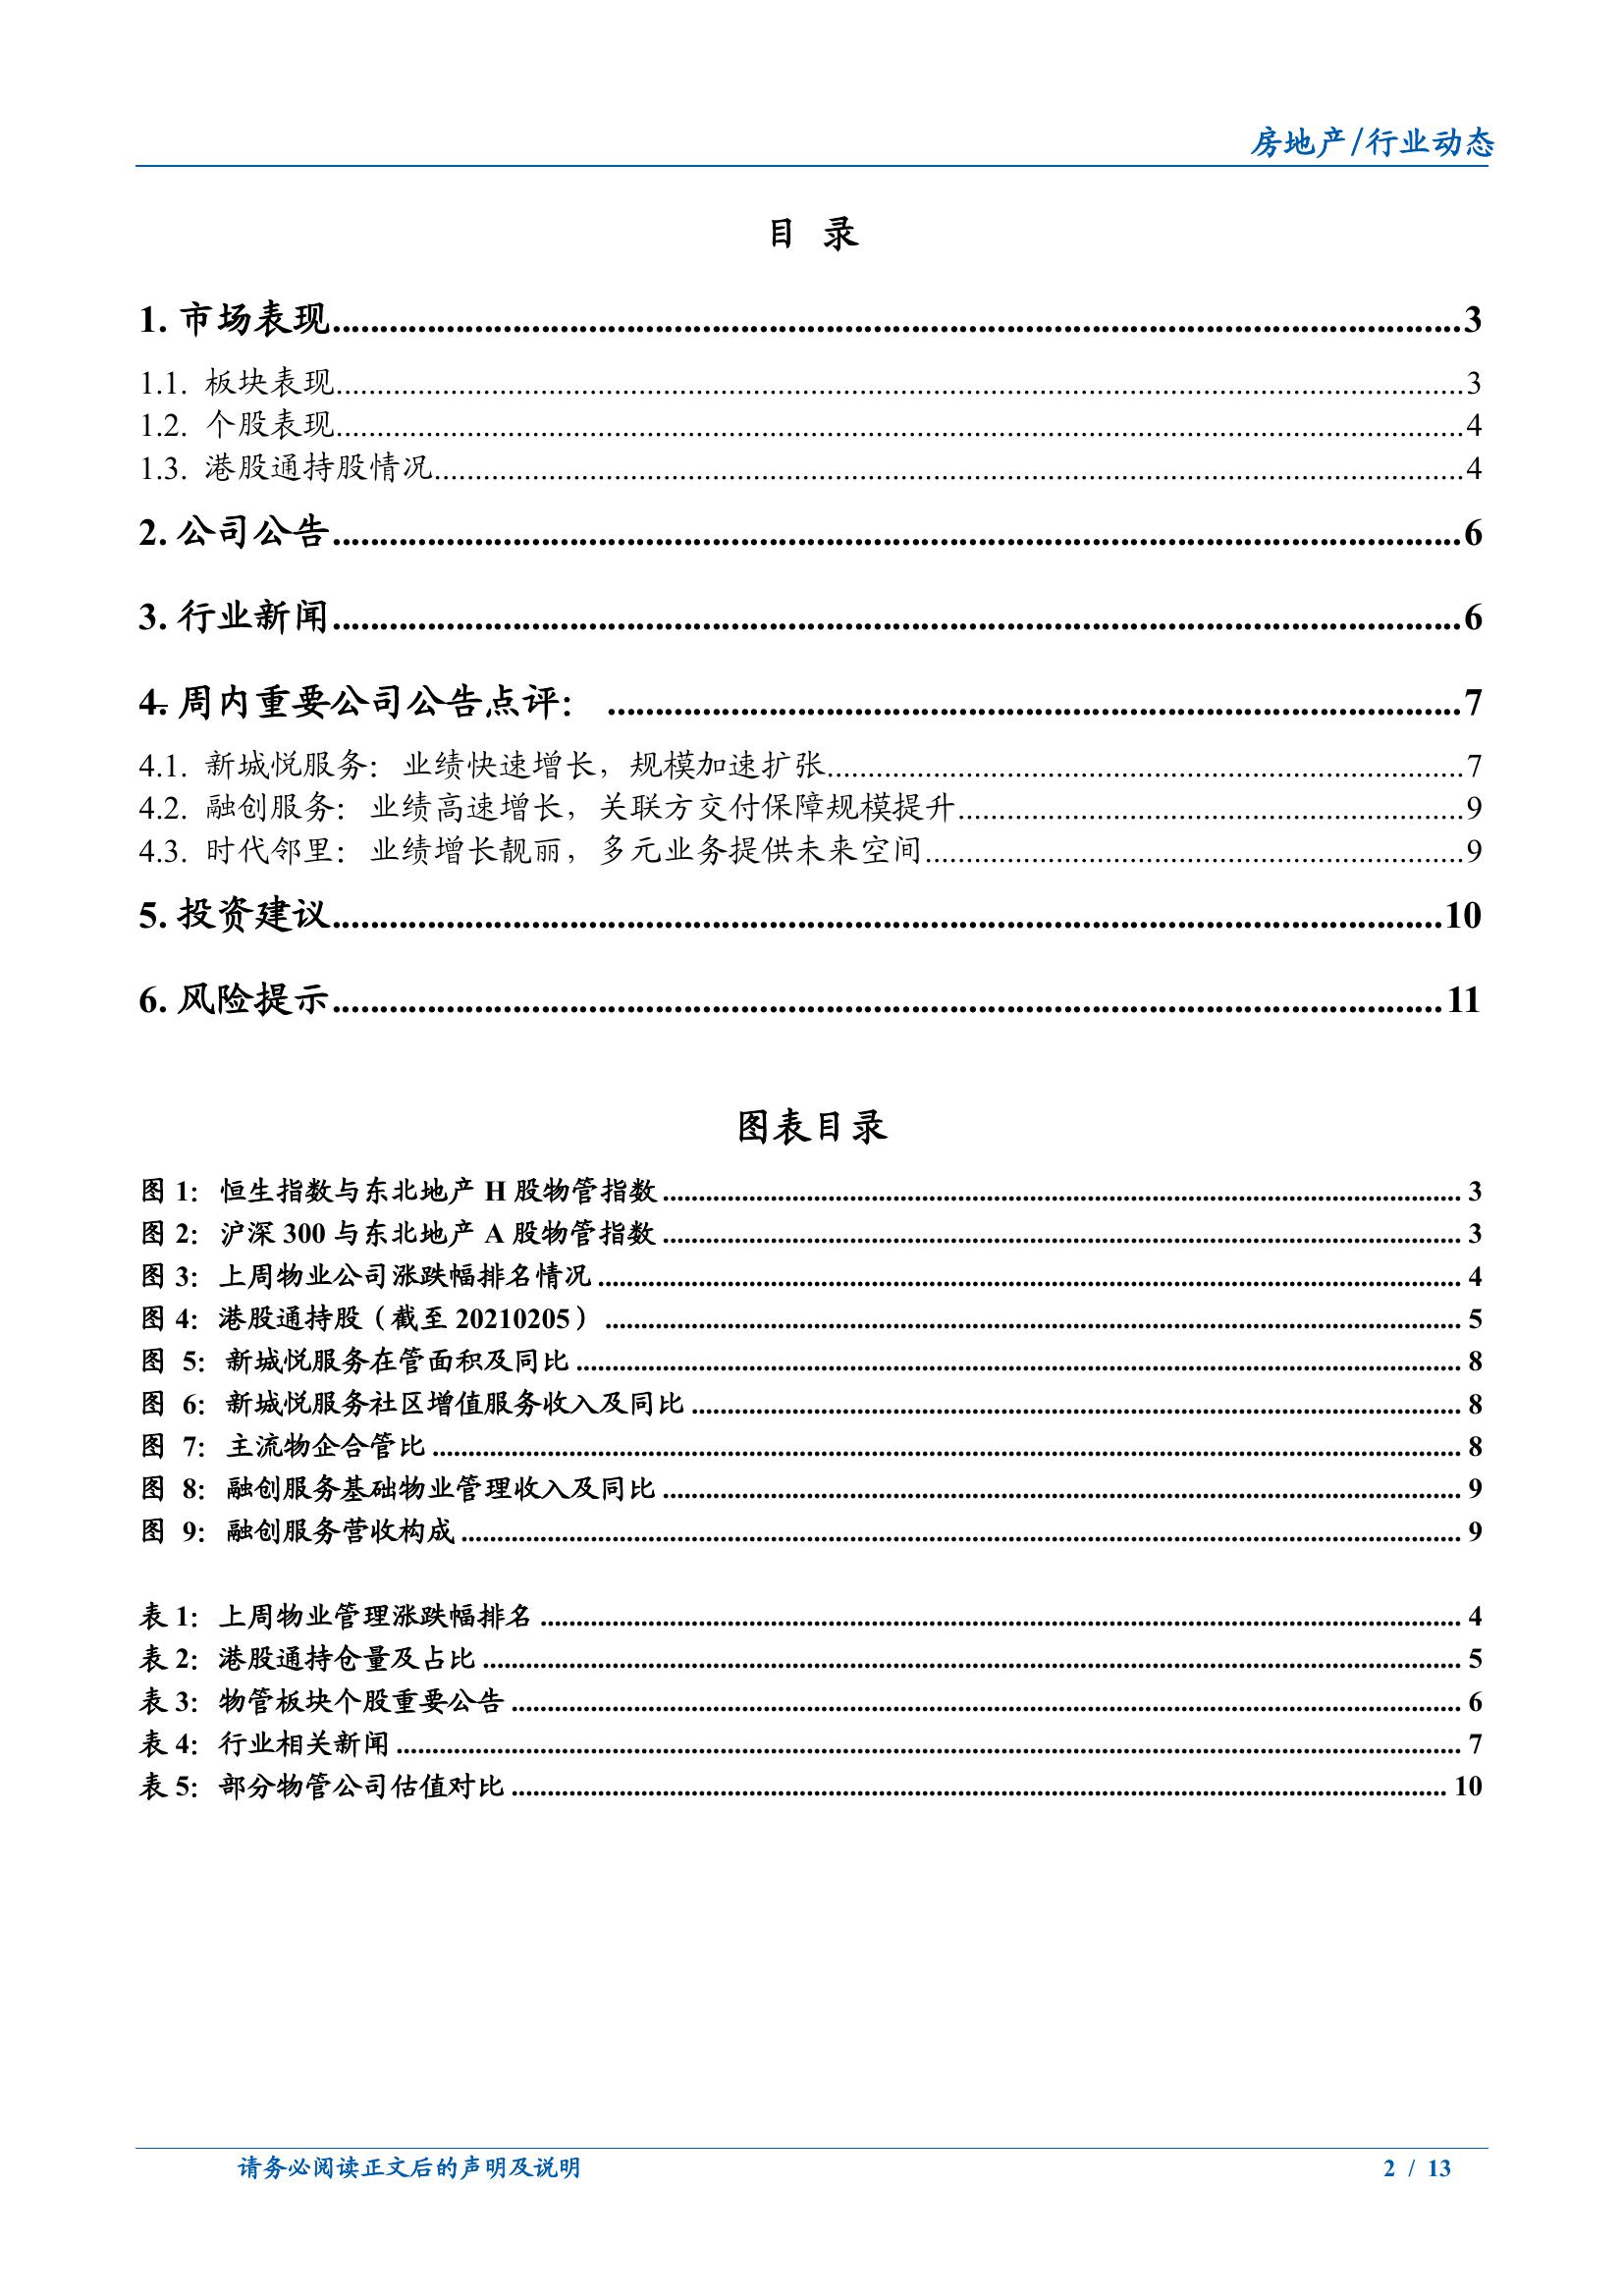 房地产/行业动态
目 录
1. 市场表现 3
1.1. 板块表现 3
1.2. 个股表现 4
1.3. 港股通持股情况 4
2. 公司公告 6
3. 行业新闻 6
4. 周内重要公司公告点评： 7
4.1. 新城悦服务：业绩快速增长，规模加速扩张 7
4.2. 融创服务：业绩高速增长，关联方交付保障规模提升 9
4.3. 时代邻里：业绩增长靓丽，多元业务提供未来空间 9
5. 投资建议 10
6. 风险提示 11
图表目录
图 1：恒生指数与东北地产 H 股物管指数 3
图 2：沪深 300 与东北地产 A 股物管指数 3
图 3：上周物业公司涨跌幅排名情况 4
图 4：港股通持股（截至 20210205） 5
图 5：新城悦服务在管面积及同比 8
图 6：新城悦服务社区增值服务收入及同比 8
图 7：主流物企合管比 8
图 8：融创服务基础物业管理收入及同比 9
图 9：融创服务营收构成 9
表 1：上周物业管理涨跌幅排名 4
表 2：港股通持仓量及占比 5
表 3：物管板块个股重要公告 6
表 4：行业相关新闻 7
表 5：部分物管公司估值对比 10
请务必阅读正文后的声明及说明 2 / 13